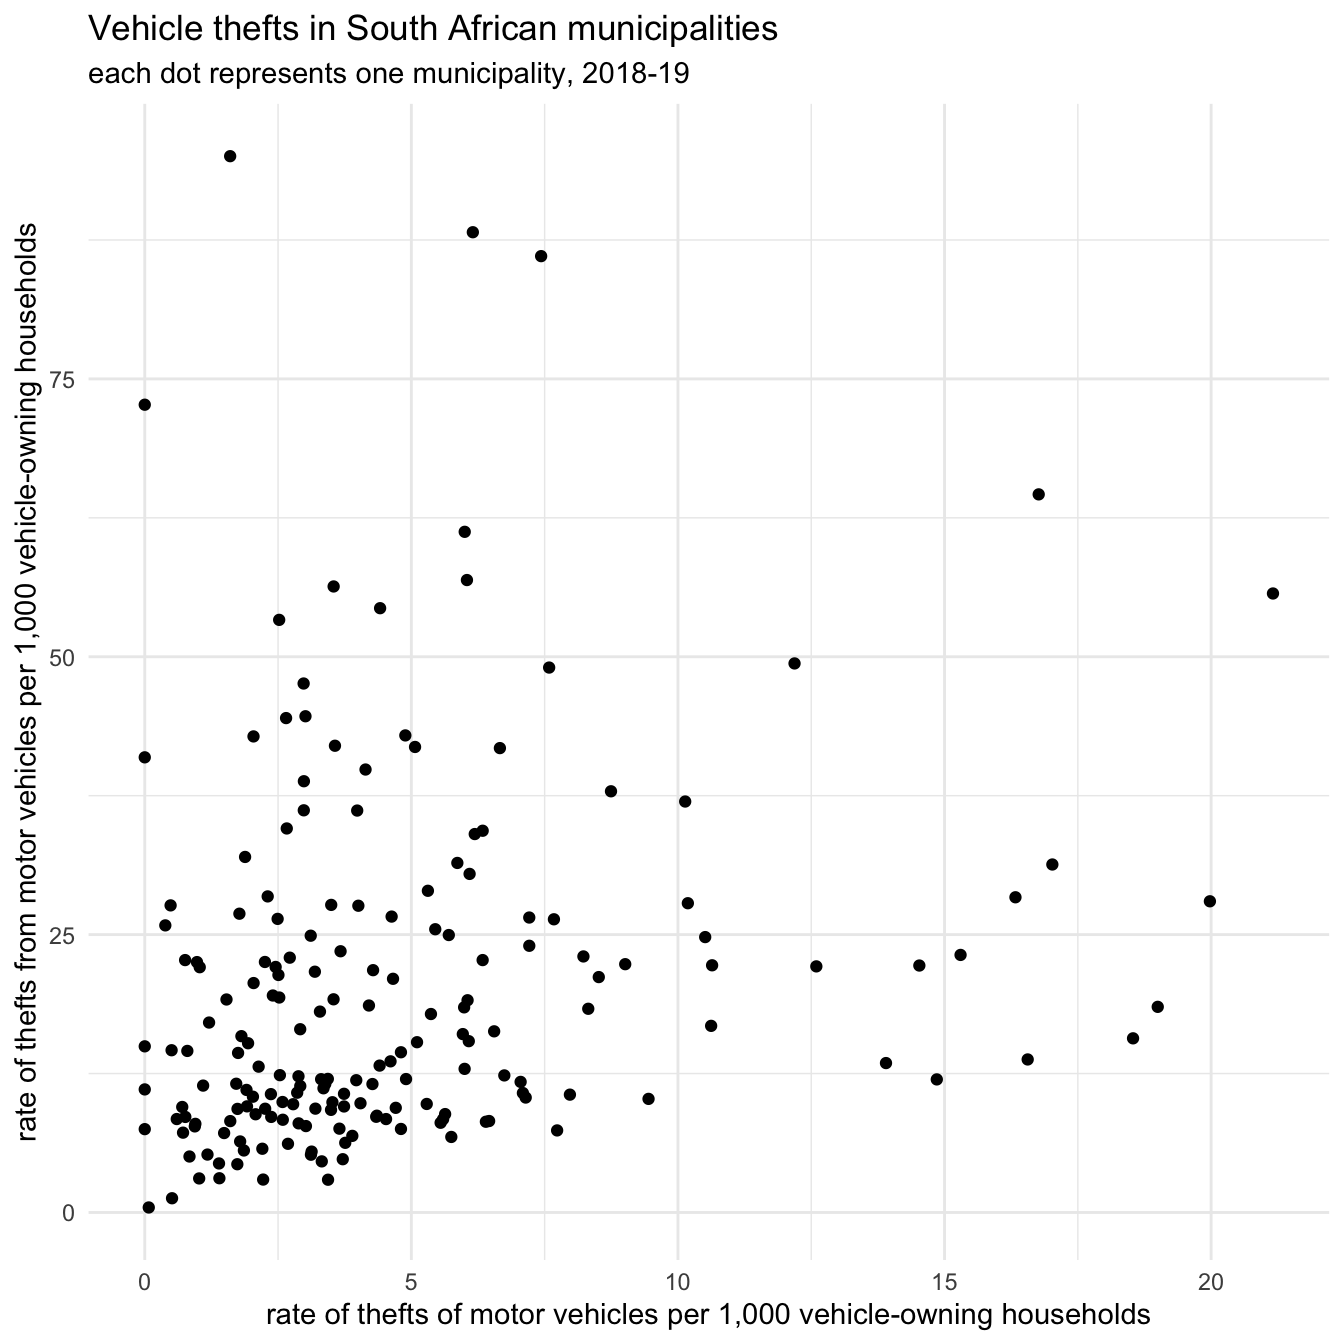 Vehicle thefts in South African municipalities
each dot represents one municipality, 2018-19
rate of thefts from motor vehicles per 1,000 vehicle-owning households
75
50
25
0
0 5 10 15 20
rate of thefts of motor vehicles per 1,000 vehicle-owning households